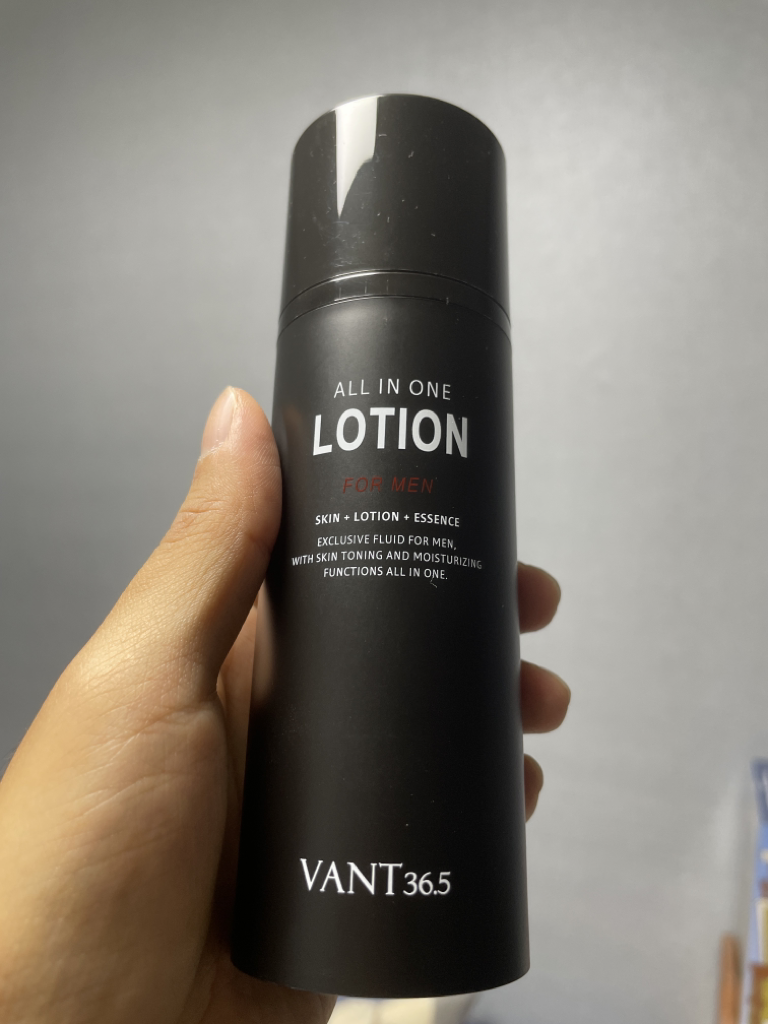 ALL IN ONE
LOTION
FOR MEN
SKIN + LOTION + ESSENCE
EXCLUSIVE FLUID FOR MEN,
WITH SKIN TONING AND MOISTURIZING
FUNCTIONS ALL IN ONE.
VANT36.5